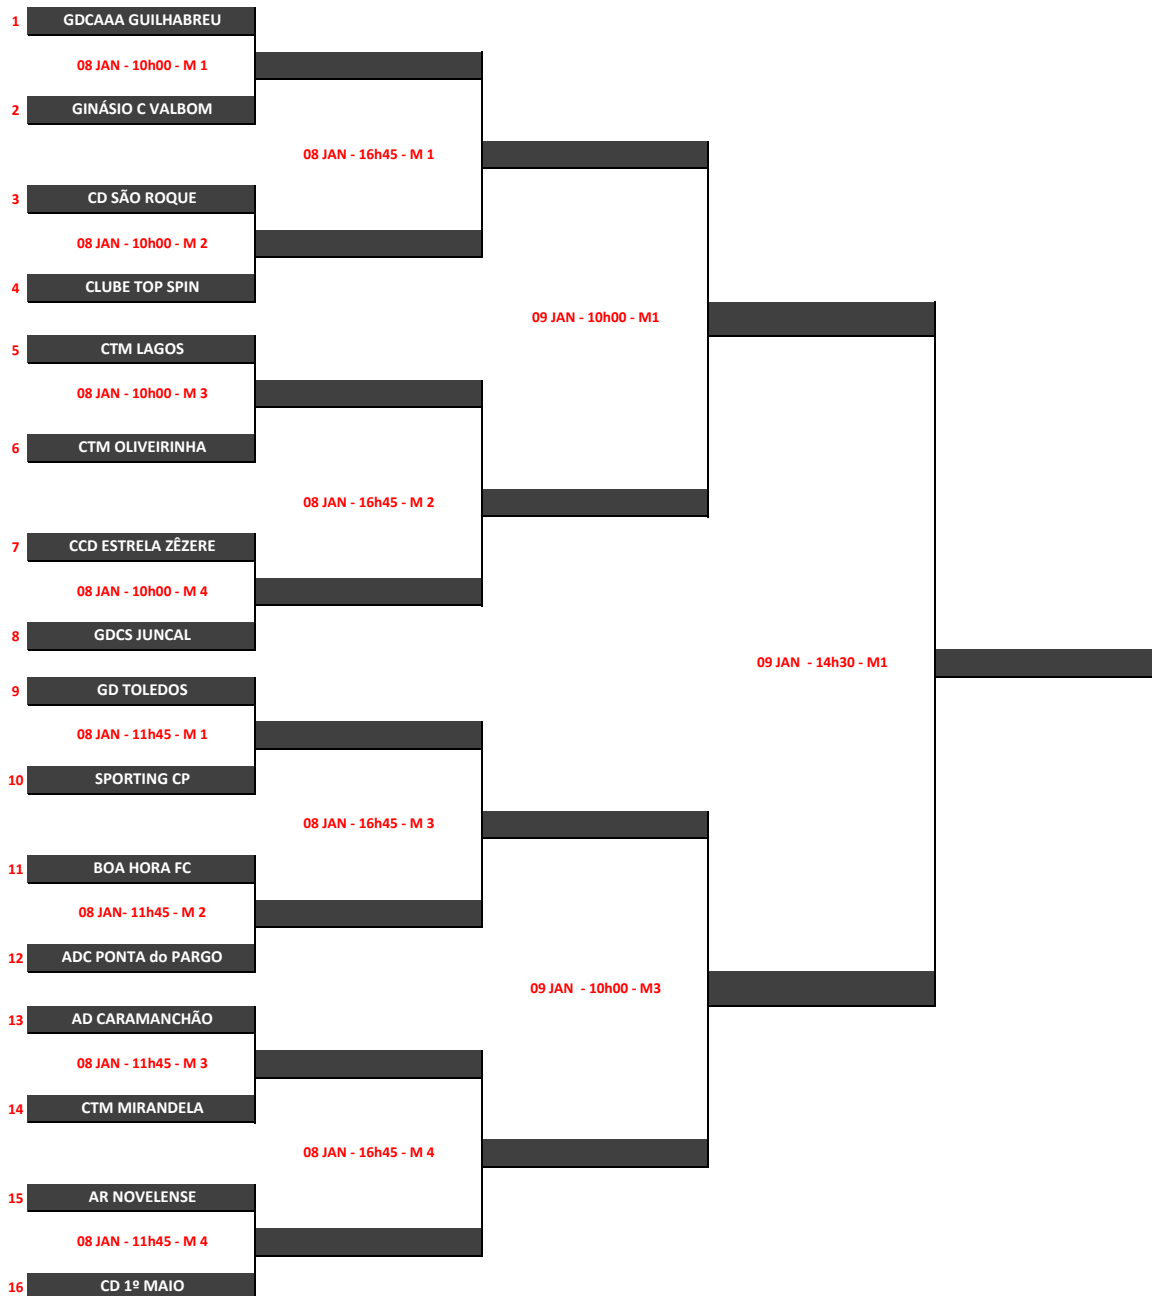 1 GDCAAA GUILHABREU
08 JAN - 10h00 - M 1
2 GINÁSIO C VALBOM
08 JAN - 16h45 - M 1
3 CD SÃO ROQUE
08 JAN - 10h00 - M 2
4 CLUBE TOP SPIN
09 JAN - 10h00 - M1
5 CTM LAGOS
08 JAN - 10h00 - M 3
6 CTM OLIVEIRINHA
08 JAN - 16h45 - M 2
7 CCD ESTRELA ZÊZERE
08 JAN - 10h00 - M 4
8 GDCS JUNCAL
09 JAN - 14h30 - M1
9 GD TOLEDOS
08 JAN - 11h45 - M 1
10 SPORTING CP
08 JAN - 16h45 - M 3
11 BOA HORA FC
08 JAN- 11h45 - M 2
12 ADC PONTA do PARGO
09 JAN - 10h00 - M3
13 AD CARAMANCHÃO
08 JAN - 11h45 - M 3
14 CTM MIRANDELA
08 JAN - 16h45 - M 4
15 AR NOVELENSE
08 JAN - 11h45 - M 4
16 CD 1º MAIO